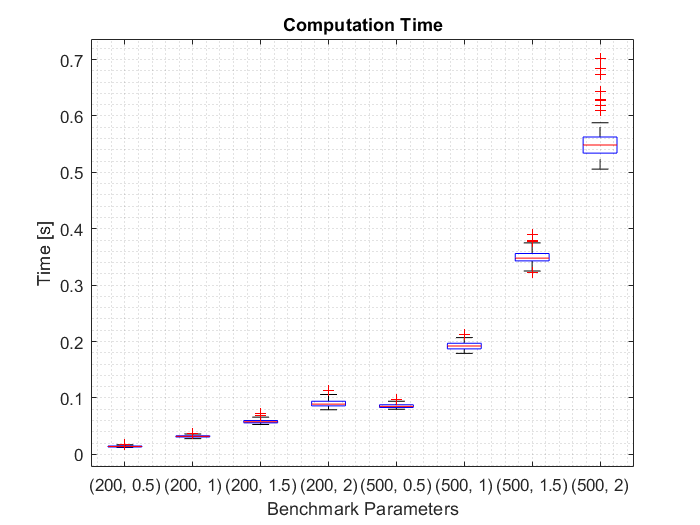 Computation Time
Time [s]
0.7
0.6
0.5
0.4
0.3
0.2
0.1
0
(200, 0.5) (200, 1) (200, 1.5) (200, 2) (500, 0.5) (500, 1) (500, 1.5) (500, 2)
Benchmark Parameters